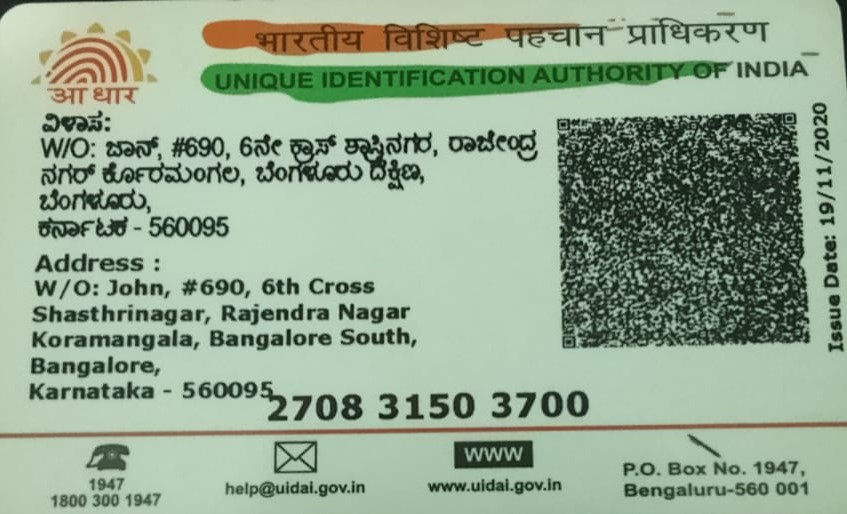 भारतीय विशिष्ट पहचान प्राधिकरण
आधार
UNIQUE IDENTIFICATION AUTHORITY OF INDIA
ವಿಳಾಸ:
W/O: ಜಾನ್, #690, 6ನೇ ಕ್ರಾಸ್ ಶಾಸ್ತ್ರಿನಗರ, ರಾಜೇಂದ್ರ
ನಗರ್ ಕೋರಮಂಗಲ, ಬೆಂಗಳೂರು ದಕ್ಷಿಣ,
ಬೆಂಗಳೂರು,
ಕರ್ನಾಟಕ - 560095
Address :
W/O: John, #690, 6th Cross
Shasthrinagar, Rajendra Nagar
Koramangala, Bangalore South,
Bangalore,
Karnataka - 560095
2708 3150 3700
Issue Date: 19/11/2020
1947
1800 300 1947
help@uidai.gov.in
WWW
www.uidai.gov.in
P.O. Box No. 1947,
Bengaluru-560 001